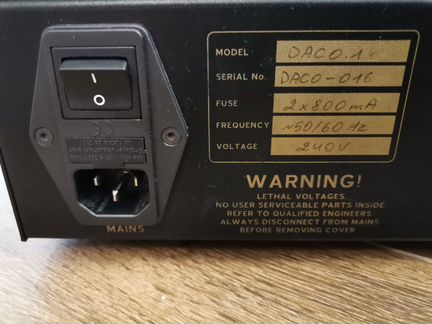 MODEL DACO.1
SERIAL No. DACO-016
FUSE 2x800mA
FREQUENCY ~50/60Hz
VOLTAGE 240V
WARNING!
LETHAL VOLTAGES.
NO USER SERVICEABLE PARTS INSIDE
REFER TO QUALIFIED ENGINEERS
ALWAYS DISCONNECT FROM MAINS
BEFORE REMOVING COVER
I
O
MAINS